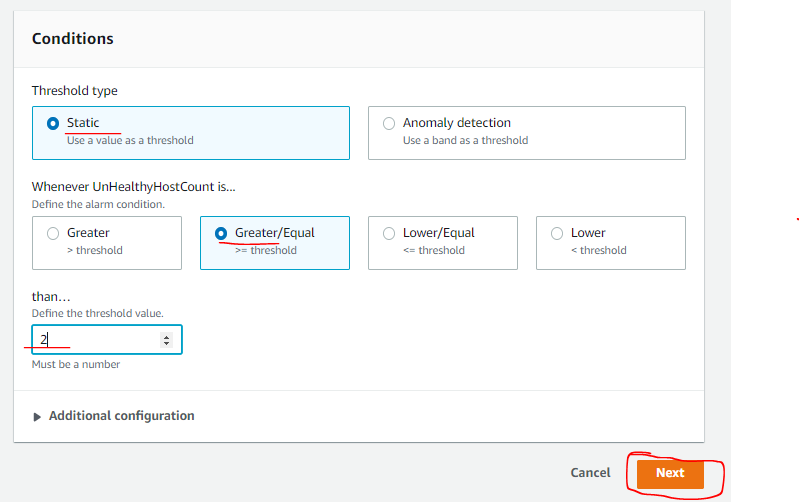 Conditions
Threshold type
Static
Use a value as a threshold
Anomaly detection
Use a band as a threshold
Whenever UnHealthyHostCount is...
Define the alarm condition.
Greater
> threshold
Greater/Equal
>= threshold
Lower/Equal
<= threshold
Lower
< threshold
than...
Define the threshold value.
2
Must be a number
Additional configuration
Cancel
Next